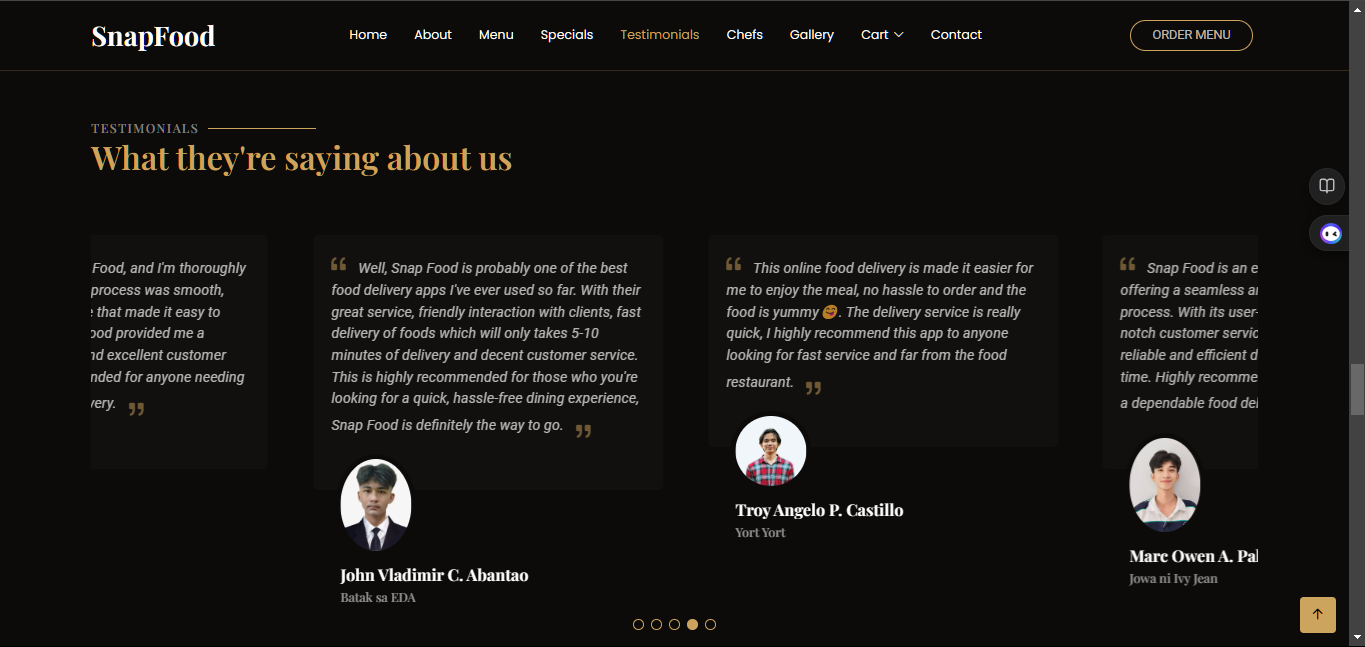 SnapFood
Home About Menu Specials Testimonials Chefs Gallery Cart Contact
ORDER MENU
TESTIMONIALS
What they're saying about us
Food, and I'm thoroughly
process was smooth,
that made it easy to
provided me a
excellent customer
for anyone needing
Well, Snap Food is probably one of the best
food delivery apps I've ever used so far. With their
great service, friendly interaction with clients, fast
delivery of foods which will only takes 5-10
minutes of delivery and decent customer service.
This is highly recommended for those who you're
looking for a quick, hassle-free dining experience,
Snap Food is definitely the way to go.
John Vladimir C. Abantao
Batak sa EDA
This online food delivery is made it easier for
me to enjoy the meal, no hassle to order and the
food is yummy 🤗. The delivery service is really
quick, I highly recommend this app to anyone
looking for fast service and far from the food
restaurant.
Troy Angelo P. Castillo
Yort Yort
Snap Food is an
offering a seamless
process. With its
notch customer
reliable and efficient
time. Highly
a dependable food
Marc Owen A.
Jowa ni Ivy Jean